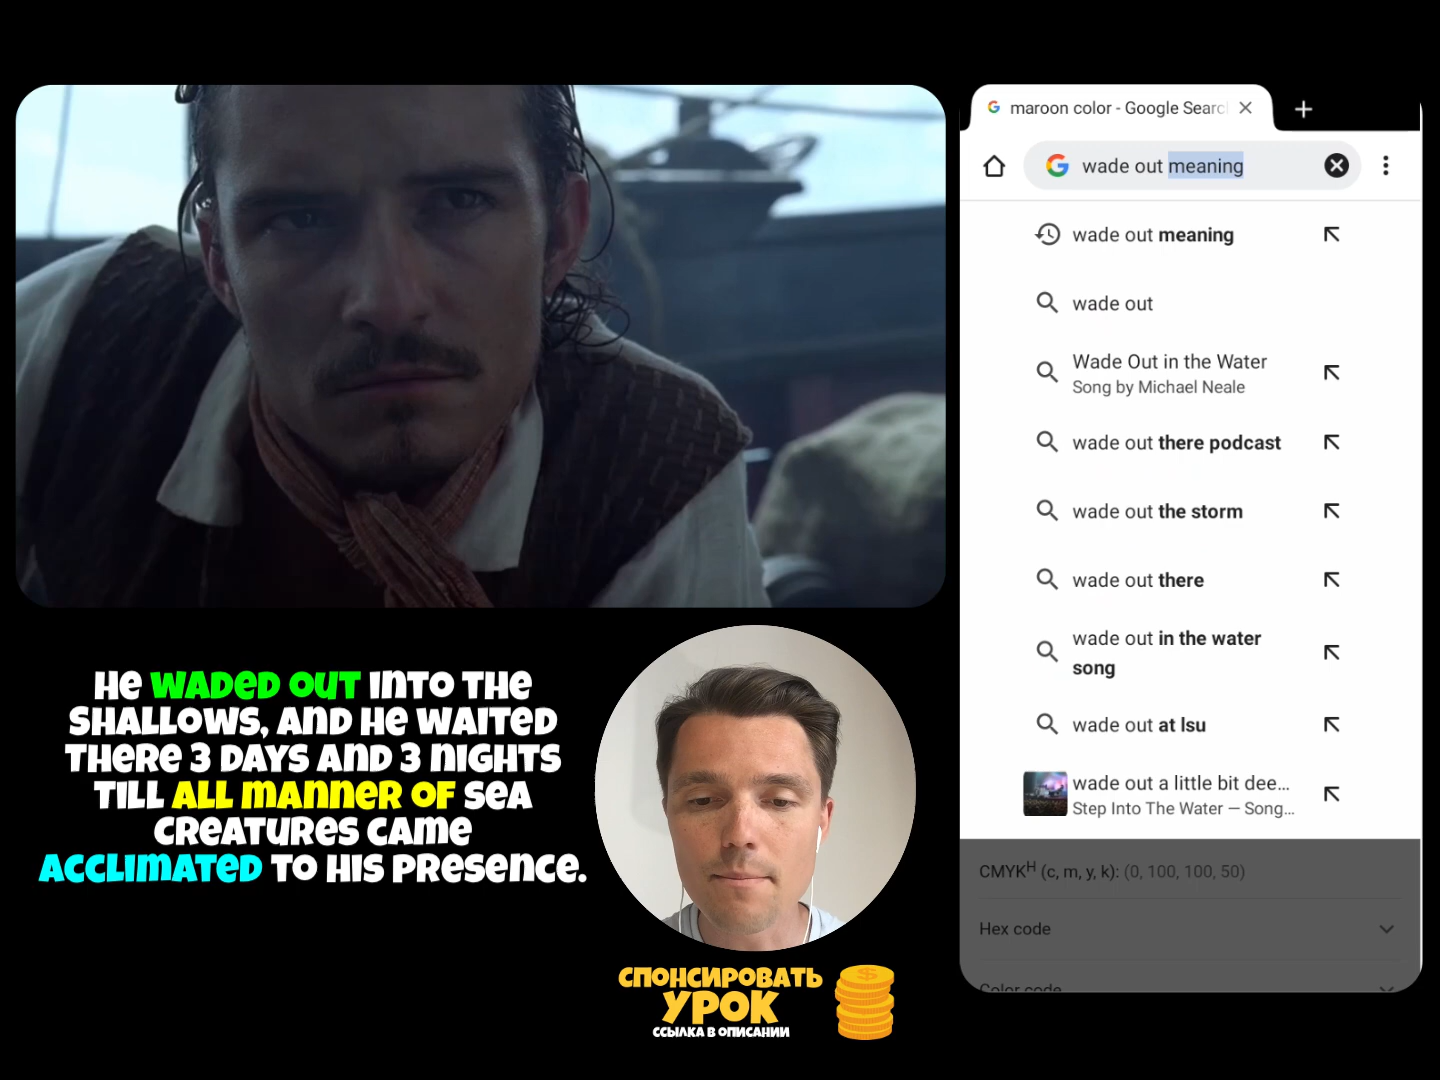 HE WADED OUT INTO THE
SHALLOWS, AND HE WAITED
THERE 3 DAYS AND 3 NIGHTS
TILL ALL MANNER OF SEA
CREATURES CAME
ACCLIMATED TO HIS PRESENCE.
СПОНСИРОВАТЬ
УРОК
ССЫЛКА В ОПИСАНИИ
maroon color - Google Searc
wade out meaning
wade out meaning
wade out
Wade Out in the Water
Song by Michael Neale
wade out there podcast
wade out the storm
wade out there
wade out in the water
song
wade out at lsu
wade out a little bit dee...
Step Into The Water — Song...
CMYKH (c, m, y, k): (0, 100, 100, 50)
Hex code
Color code